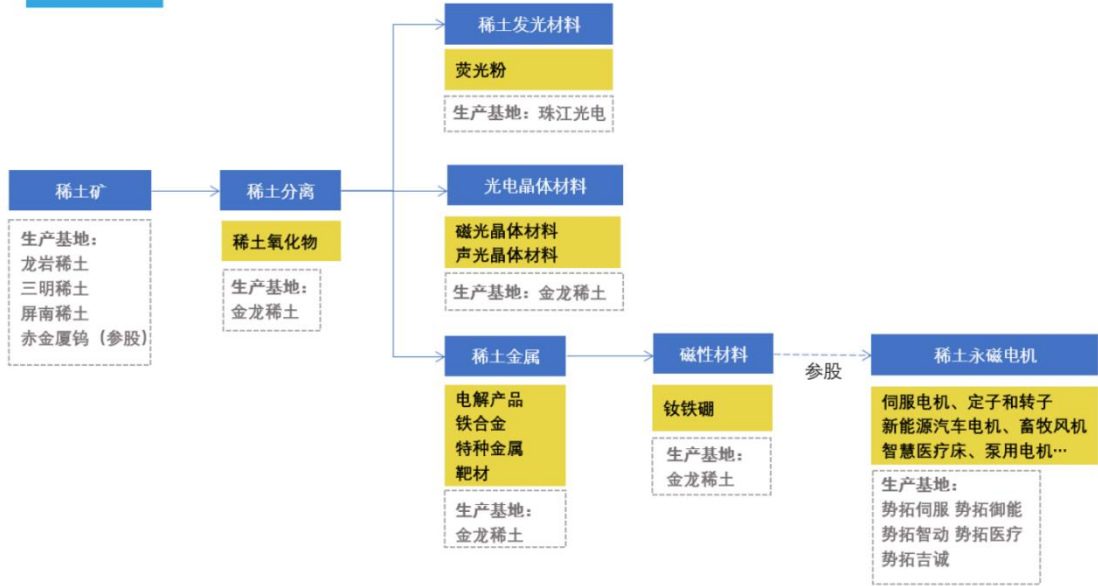 稀土发光材料
荧光粉
生产基地：珠江光电
稀土矿
生产基地：
龙岩稀土
三明稀土
屏南稀土
赤金厦钨（参股）
稀土分离
稀土氧化物
生产基地：
金龙稀土
光电晶体材料
磁光晶体材料
声光晶体材料
生产基地：金龙稀土
稀土金属
电解产品
铁合金
特种金属
靶材
生产基地：
金龙稀土
磁性材料
钕铁硼
生产基地：
金龙稀土
参股
稀土永磁电机
伺服电机、定子和转子
新能源汽车电机、畜牧风机
智慧医疗床、泵用电机…
生产基地：
势拓伺服 势拓御能
势拓智动 势拓医疗
势拓吉诚